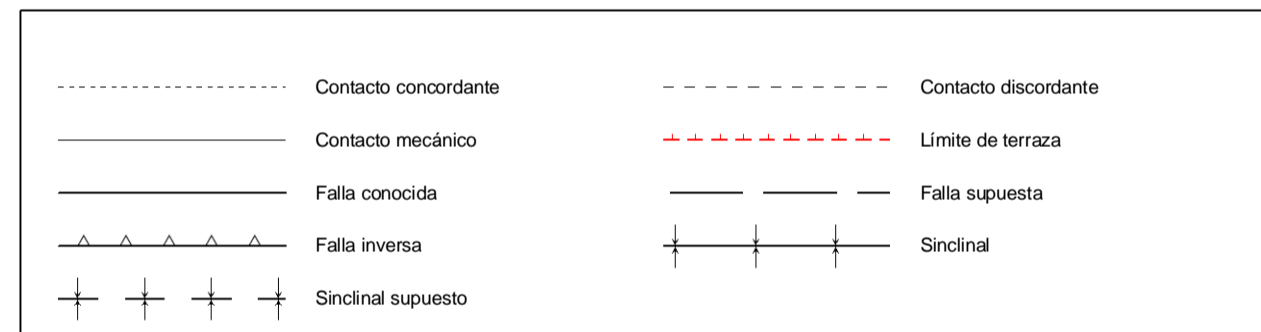 Contacto concordante
Contacto discordante
Contacto mecánico
Límite de terraza
Falla conocida
Falla supuesta
Falla inversa
Sinclinal
Sinclinal supuesto